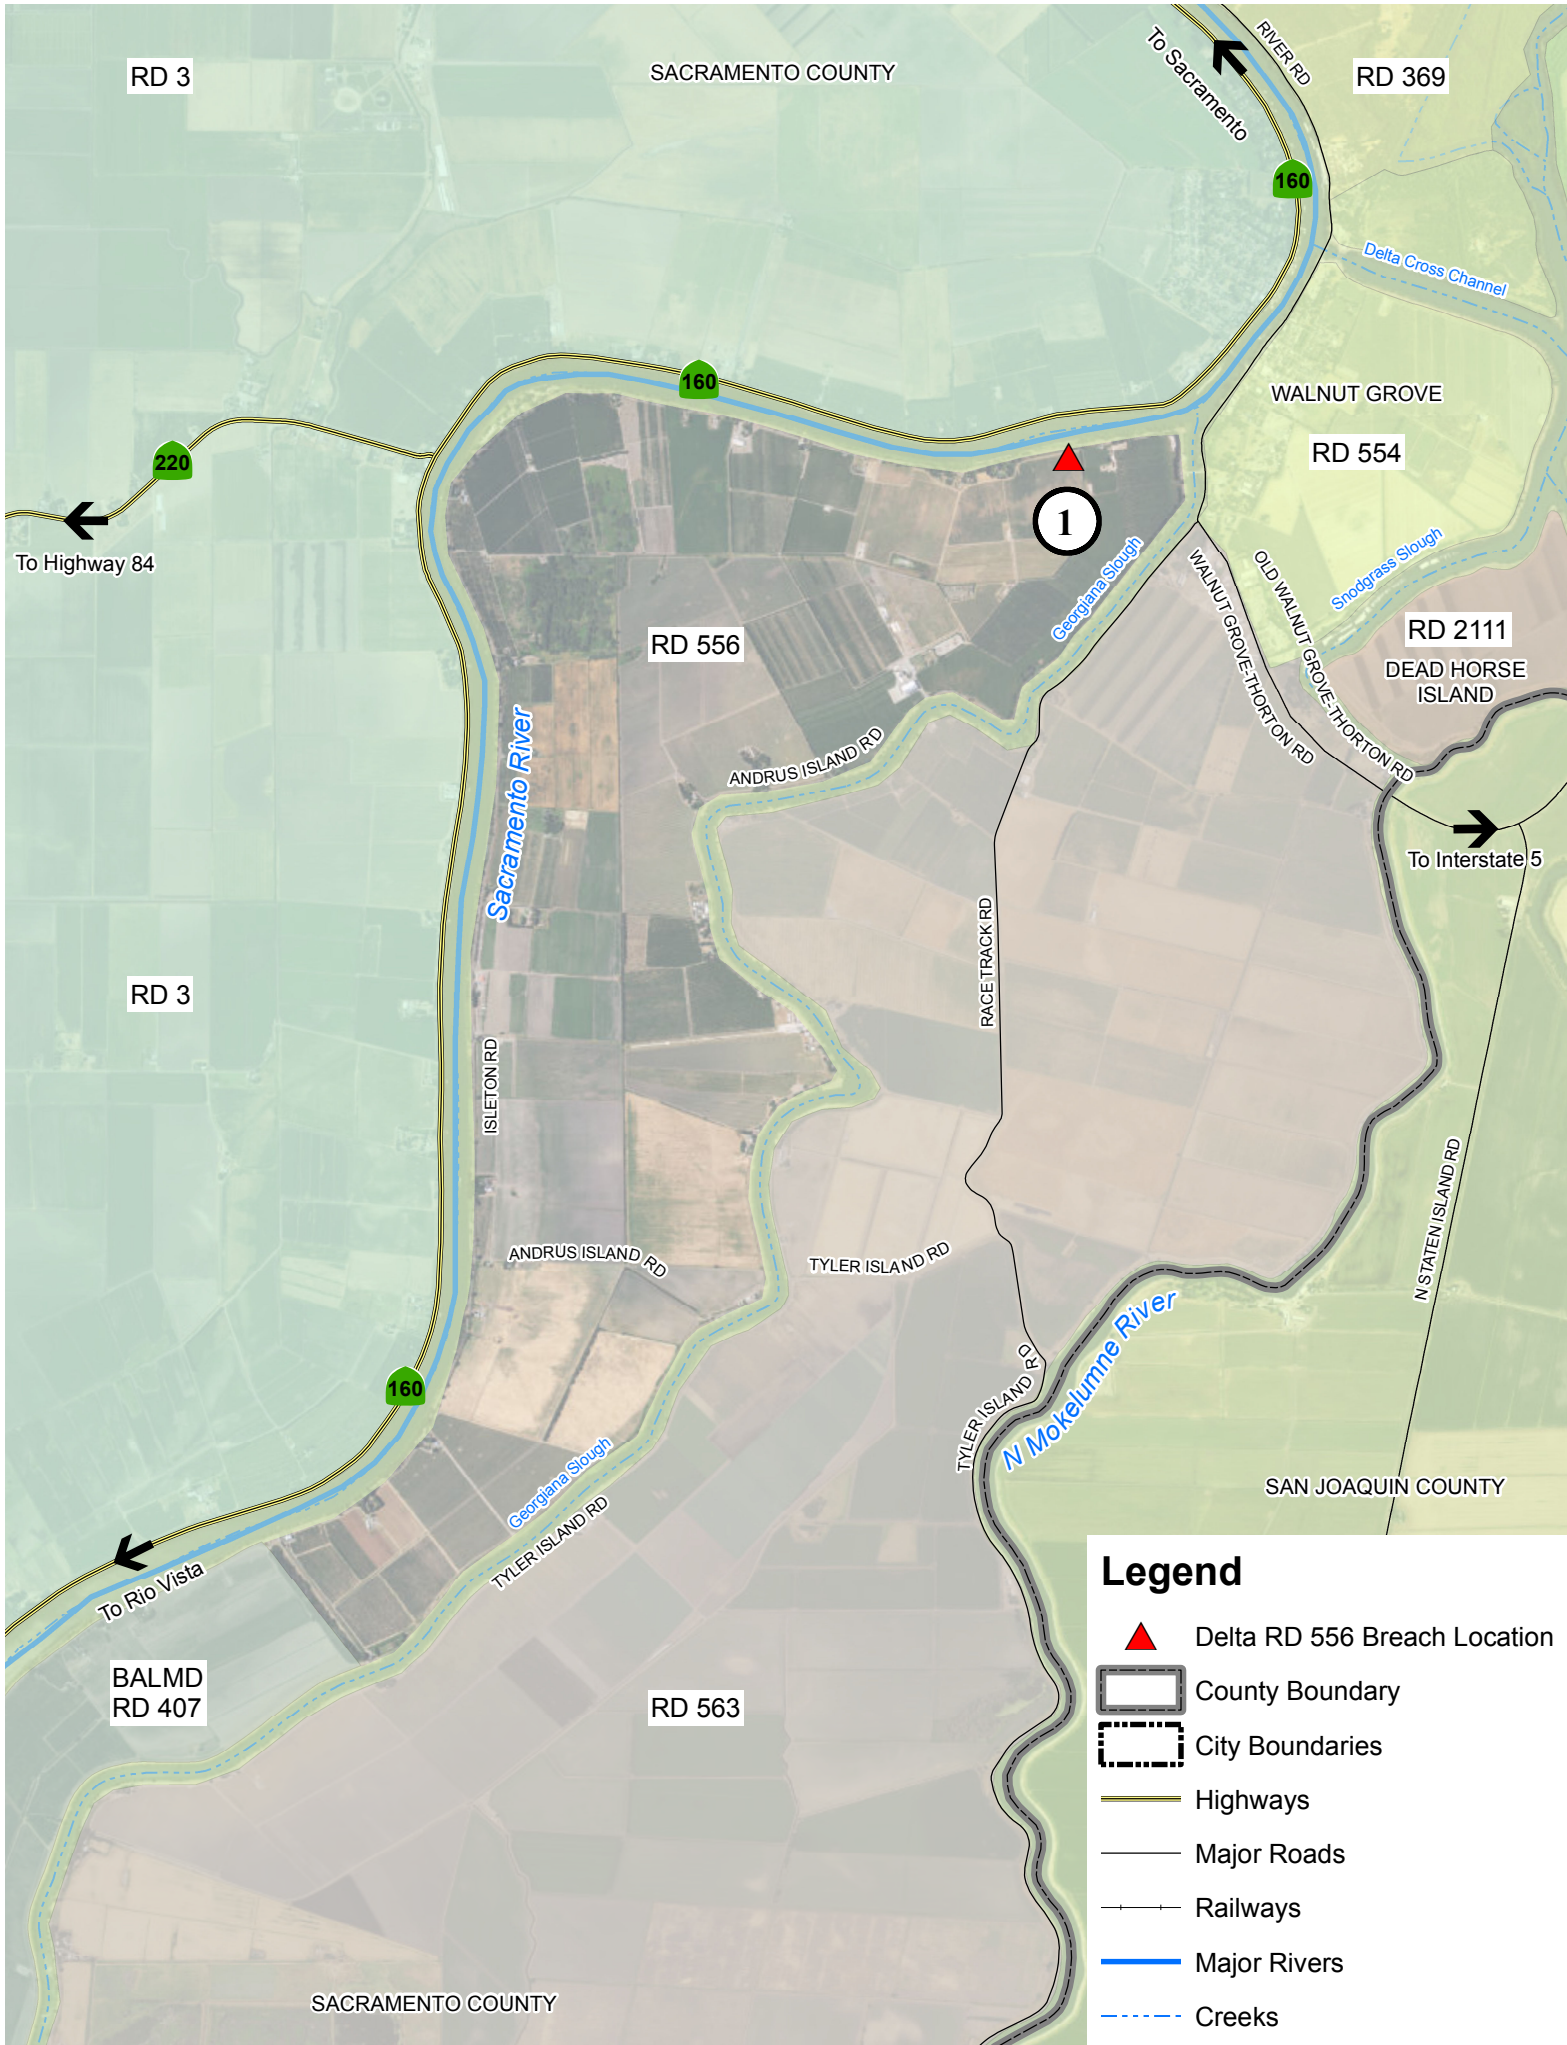 RD 3
SACRAMENTO COUNTY
To Sacramento
RIVER RD
RD 369
160
Delta Cross Channel
160
WALNUT GROVE
RD 554
220
To Highway 84
1
Georgiana Slough
WALNUT GROVE-THORTON RD
OLD WALNUT GROVE-THORTON RD
Snodgrass Slough
RD 2111
DEAD HORSE
ISLAND
RD 556
Sacramento River
ANDRUS ISLAND RD
To Interstate 5
RACE TRACK RD
RD 3
ISLETON RD
N STATEN ISLAND RD
ANDRUS ISLAND RD
TYLER ISLAND RD
160
TYLER ISLAND RD
N Mokelumne River
Georgiana Slough
TYLER ISLAND RD
SAN JOAQUIN COUNTY
To Rio Vista
BALMD
RD 407
RD 563
SACRAMENTO COUNTY
Legend
Delta RD 556 Breach Location
County Boundary
City Boundaries
Highways
Major Roads
Railways
Major Rivers
Creeks